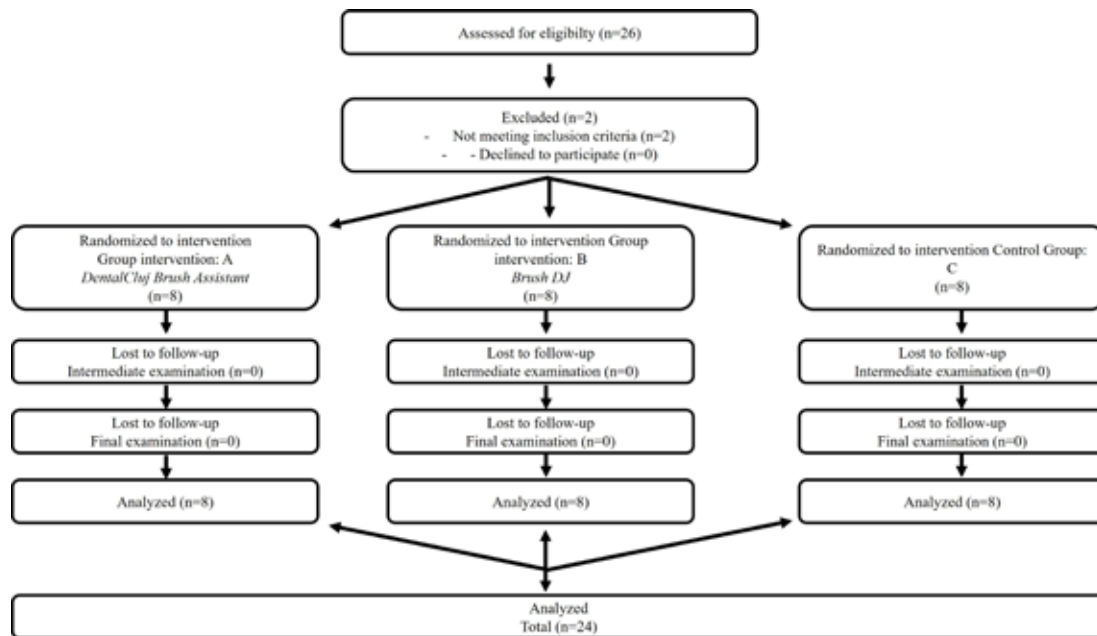 Assessed for eligibilty (n=26)
Excluded (n=2)
- Not meeting inclusion criteria (n=2)
- - Declined to participate (n=0)
Randomized to intervention
Group intervention: A
DentalCluj Brush Assistant
(n=8)
Randomized to intervention Group
intervention: B
Brush DJ
(n=8)
Randomized to intervention Control Group:
C
(n=8)
Lost to follow-up
Intermediate examination (n=0)
Lost to follow-up
Intermediate examination (n=0)
Lost to follow-up
Intermediate examination (n=0)
Lost to follow-up
Final examination (n=0)
Lost to follow-up
Final examination (n=0)
Lost to follow-up
Final examination (n=0)
Analyzed (n=8)
Analyzed (n=8)
Analyzed (n=8)
Analyzed
Total (n=24)